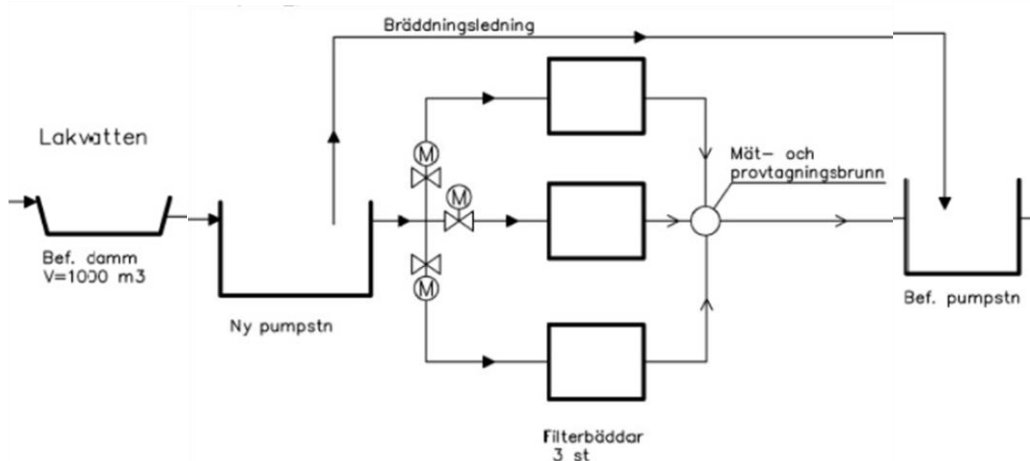 Bräddningsledning
Lakvatten
Mät- och
provtagningsbrunn
M
M
M
Bef. damm
V=1000 m3
Bef. pumpstn
Ny pumpstn
Filterbäddar
3 st